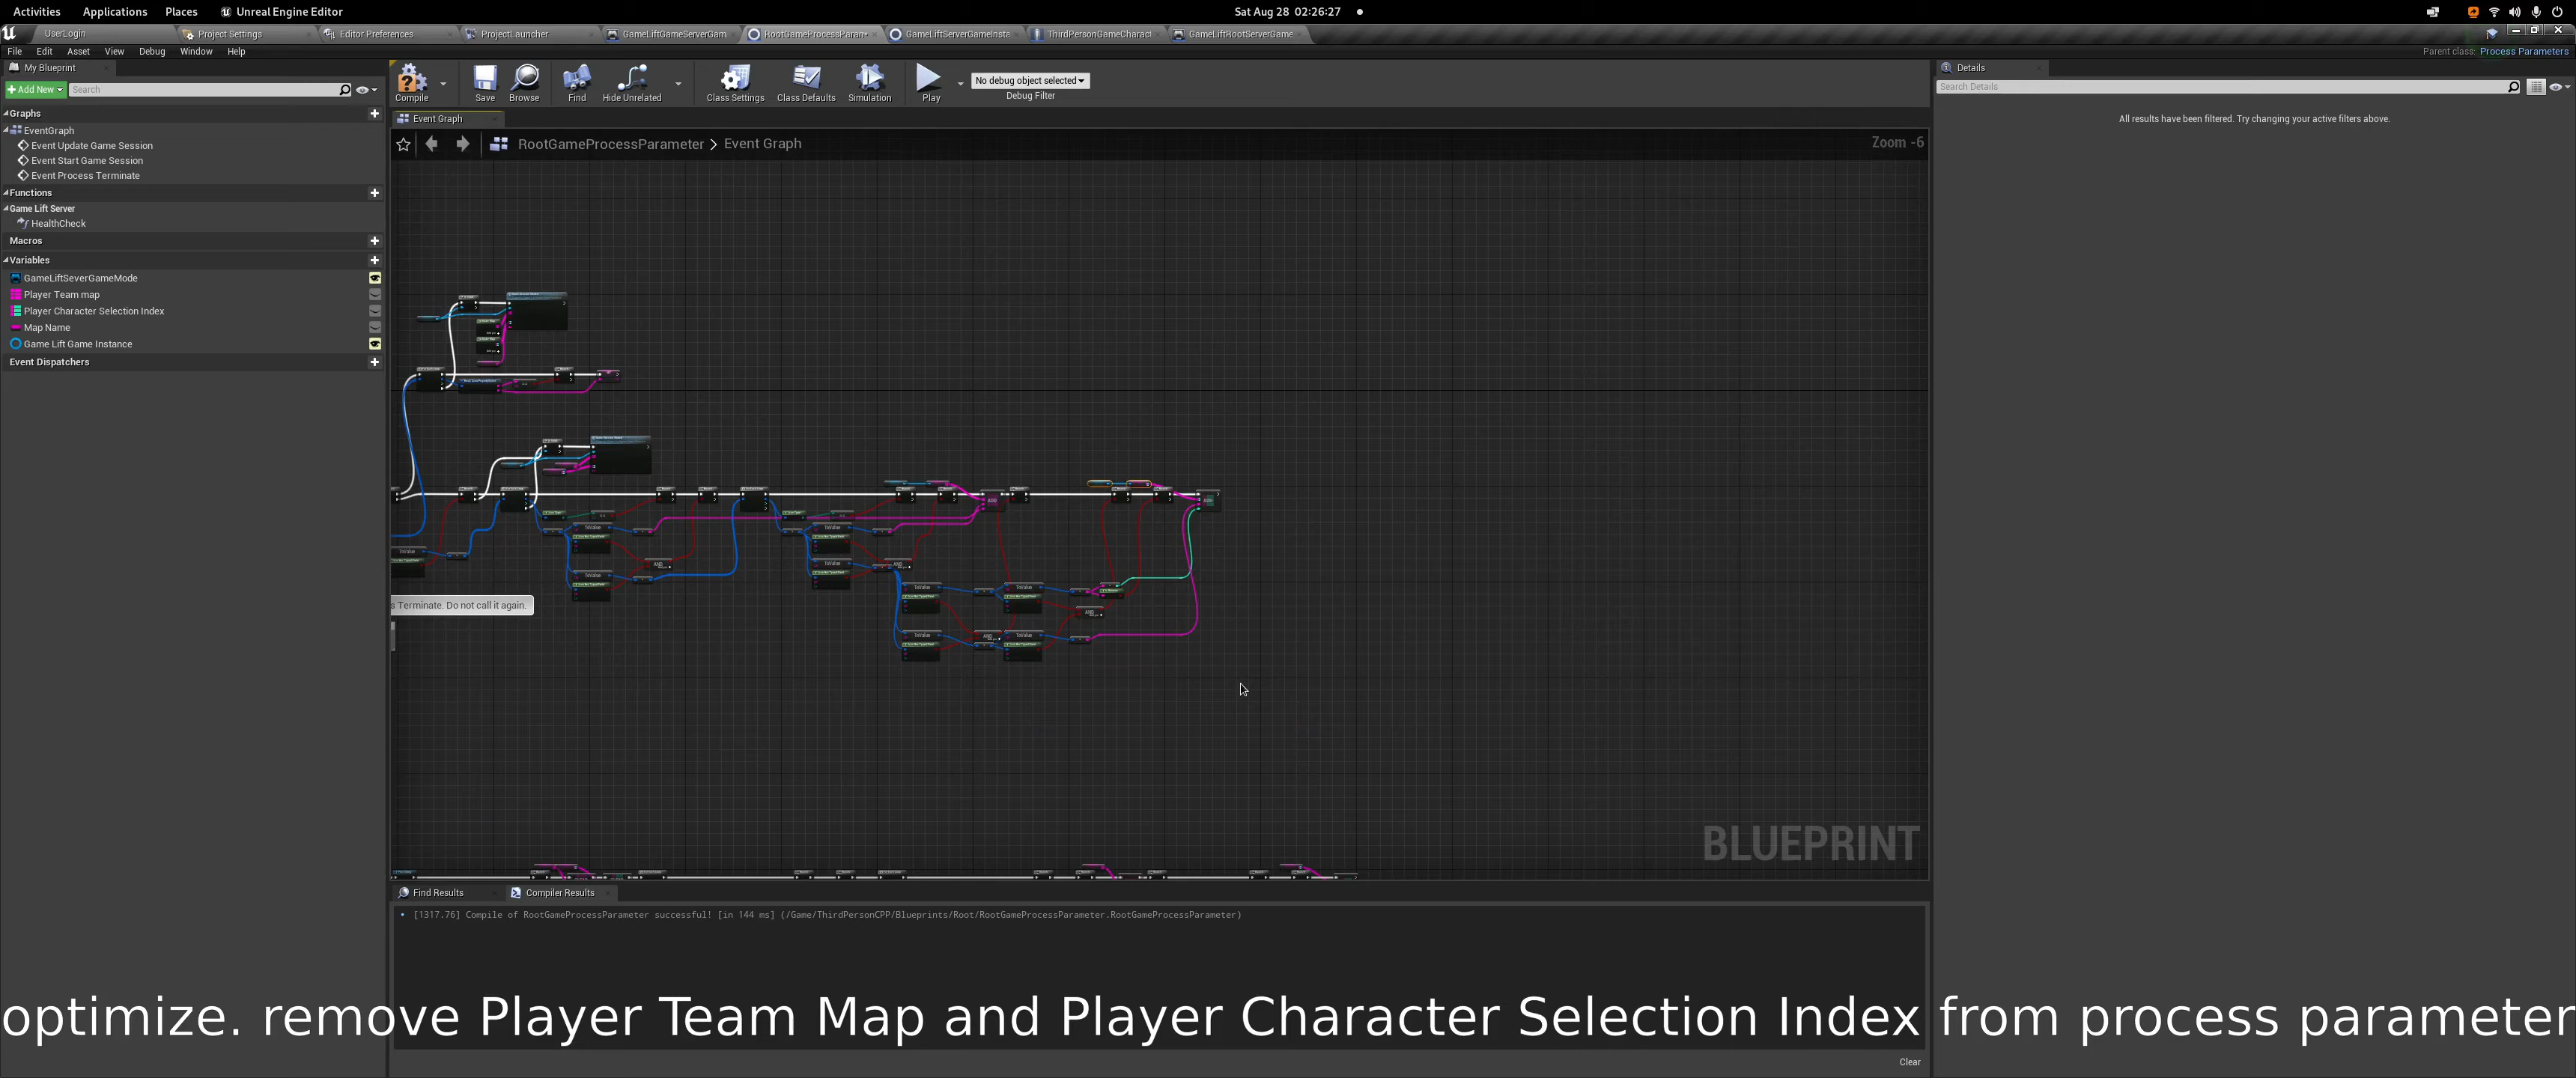 Activities Applications Places Unreal Engine Editor Sat Aug 28 02:26:27
UserLogin Project Settings Editor Preferences ProjectLauncher GameLiftGameServerGam RootGameProcessParam• GameLiftServerGameInsta ThirdPersonGameCharact GameLiftRootServerGame
File Edit Asset View Debug Window Help Parent class: Process Parameters
My Blueprint Details
Add New Search Search Details
Compile Save Browse Find Hide Unrelated Class Settings Class Defaults Simulation Play No debug object selected
Debug Filter
Graphs Event Graph All results have been filtered. Try changing your active filters above.
EventGraph
RootGameProcessParameter > Event Graph Zoom -6
Event Update Game Session
Event Start Game Session
Event Process Terminate
Functions
Game Lift Server
HealthCheck
Macros
Variables
GameLiftSeverGameMode
Player Team map
Player Character Selection Index
Map Name
Game Lift Game Instance
Event Dispatchers
s Terminate. Do not call it again.
BLUEPRINT
Find Results Compiler Results
[1317.76] Compile of RootGameProcessParameter successful! [in 144 ms] (/Game/ThirdPersonCPP/Blueprints/Root/RootGameProcessParameter.RootGameProcessParameter)
optimize. remove Player Team Map and Player Character Selection Index from process parameter
Clear